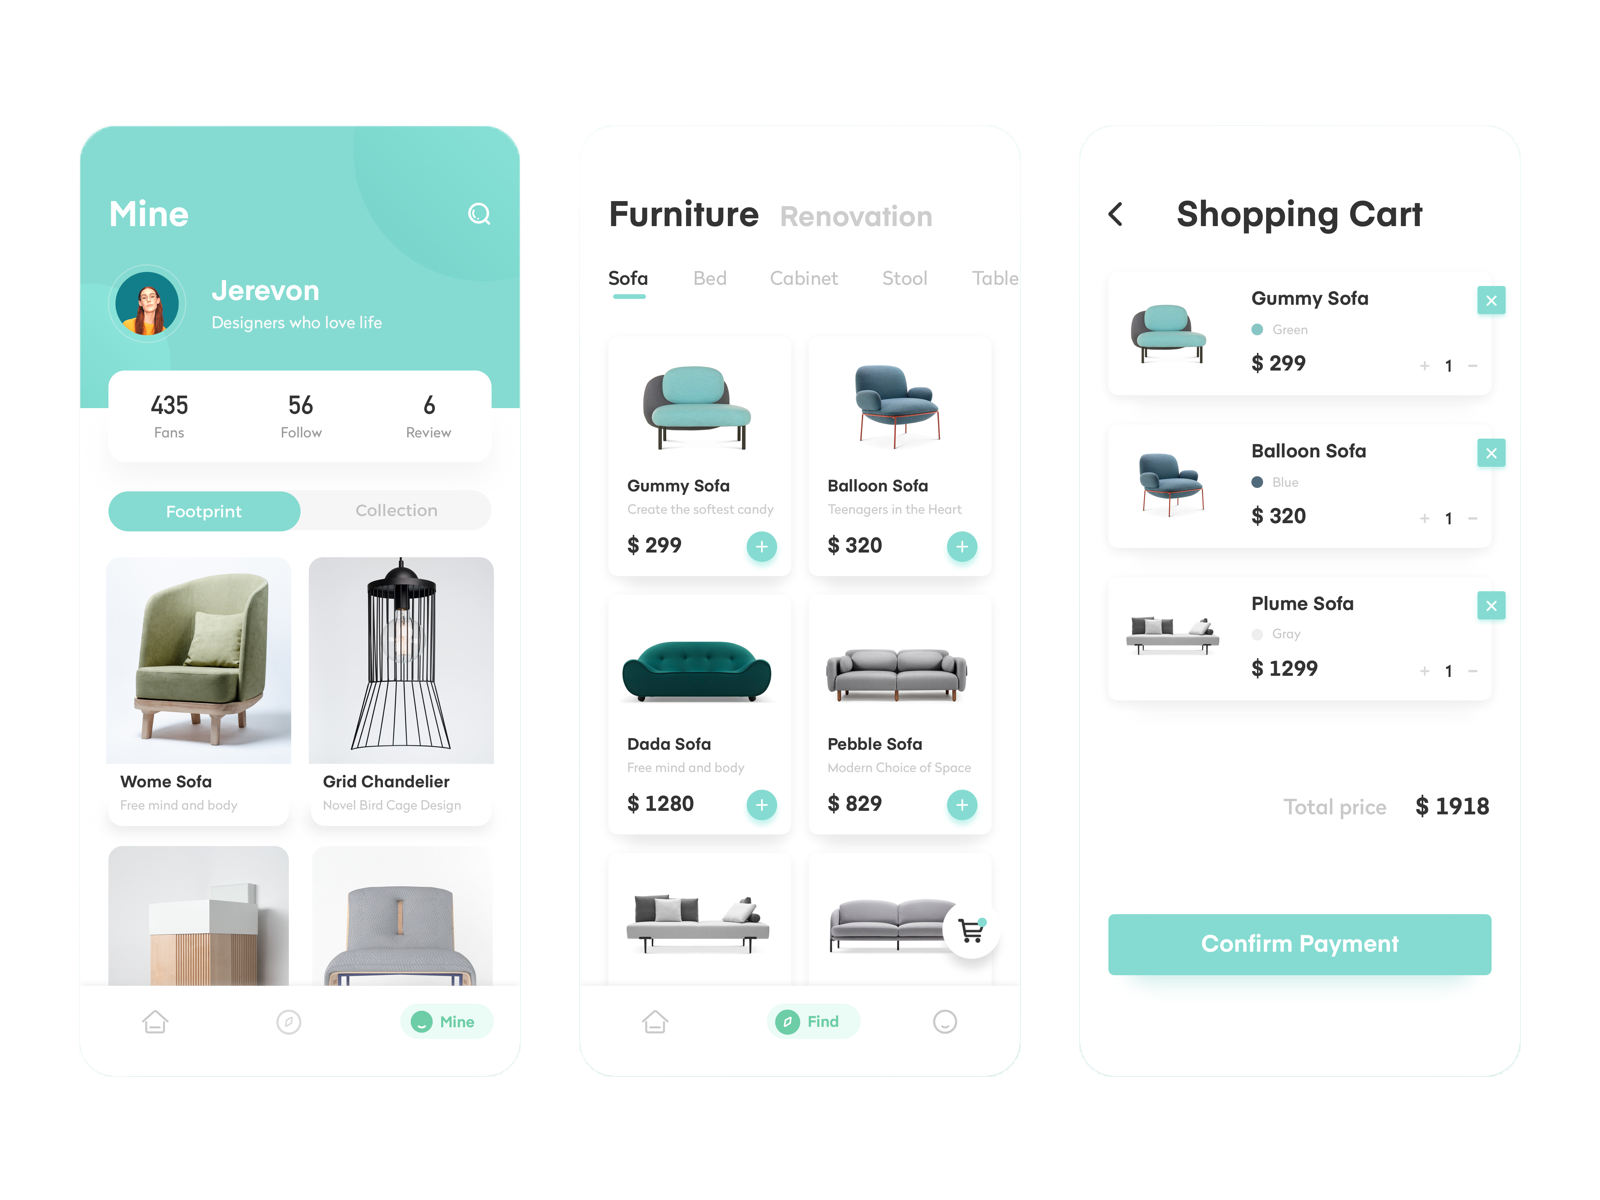 Mine
Jerevon
Designers who love life
435
56
6
Fans
Follow
Review
Footprint
Collection
Wome Sofa
Free mind and body
Grid Chandelier
Novel Bird Cage Design
Mine
Furniture
Renovation
Sofa
Bed
Cabinet
Stool
Table
Gummy Sofa
Create the softest candy
$ 299
+
Balloon Sofa
Teenagers in the Heart
$ 320
+
Dada Sofa
Free mind and body
$ 1280
+
Pebble Sofa
Modern Choice of Space
$ 829
+
Find
Shopping Cart
Gummy Sofa
Green
$ 299
+ 1 −
Balloon Sofa
Blue
$ 320
+ 1 −
Plume Sofa
Gray
$ 1299
+ 1 −
Total price $ 1918
Confirm Payment